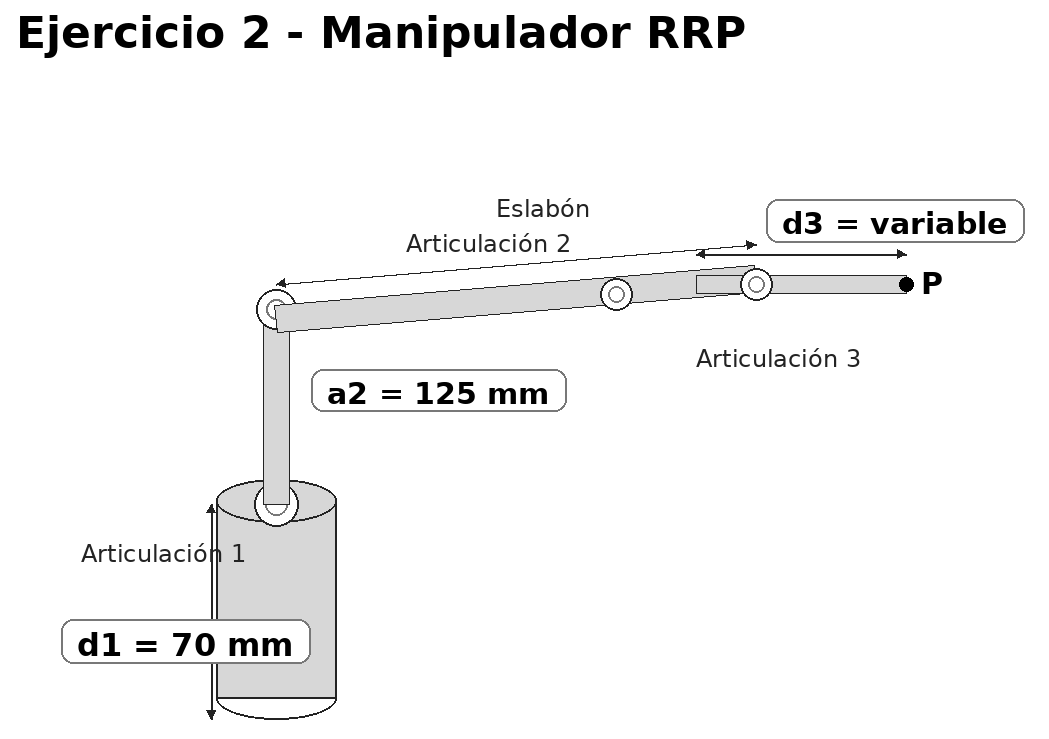 Ejercicio 2 - Manipulador RRP
Eslabón
d3 = variable
Articulación 2
P
Articulación 3
a2 = 125 mm
Articulación 1
d1 = 70 mm